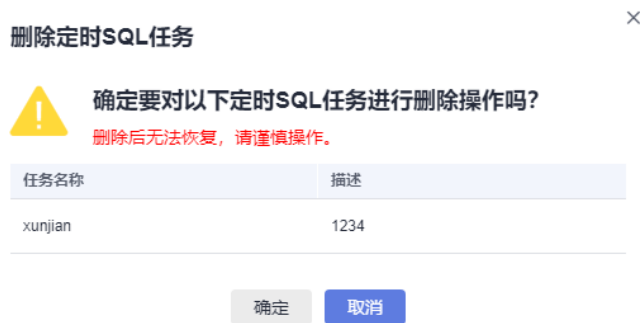 删除定时SQL任务
确定要对以下定时SQL任务进行删除操作吗？
删除后无法恢复，请谨慎操作。
任务名称 描述
xunjian 1234
确定 取消